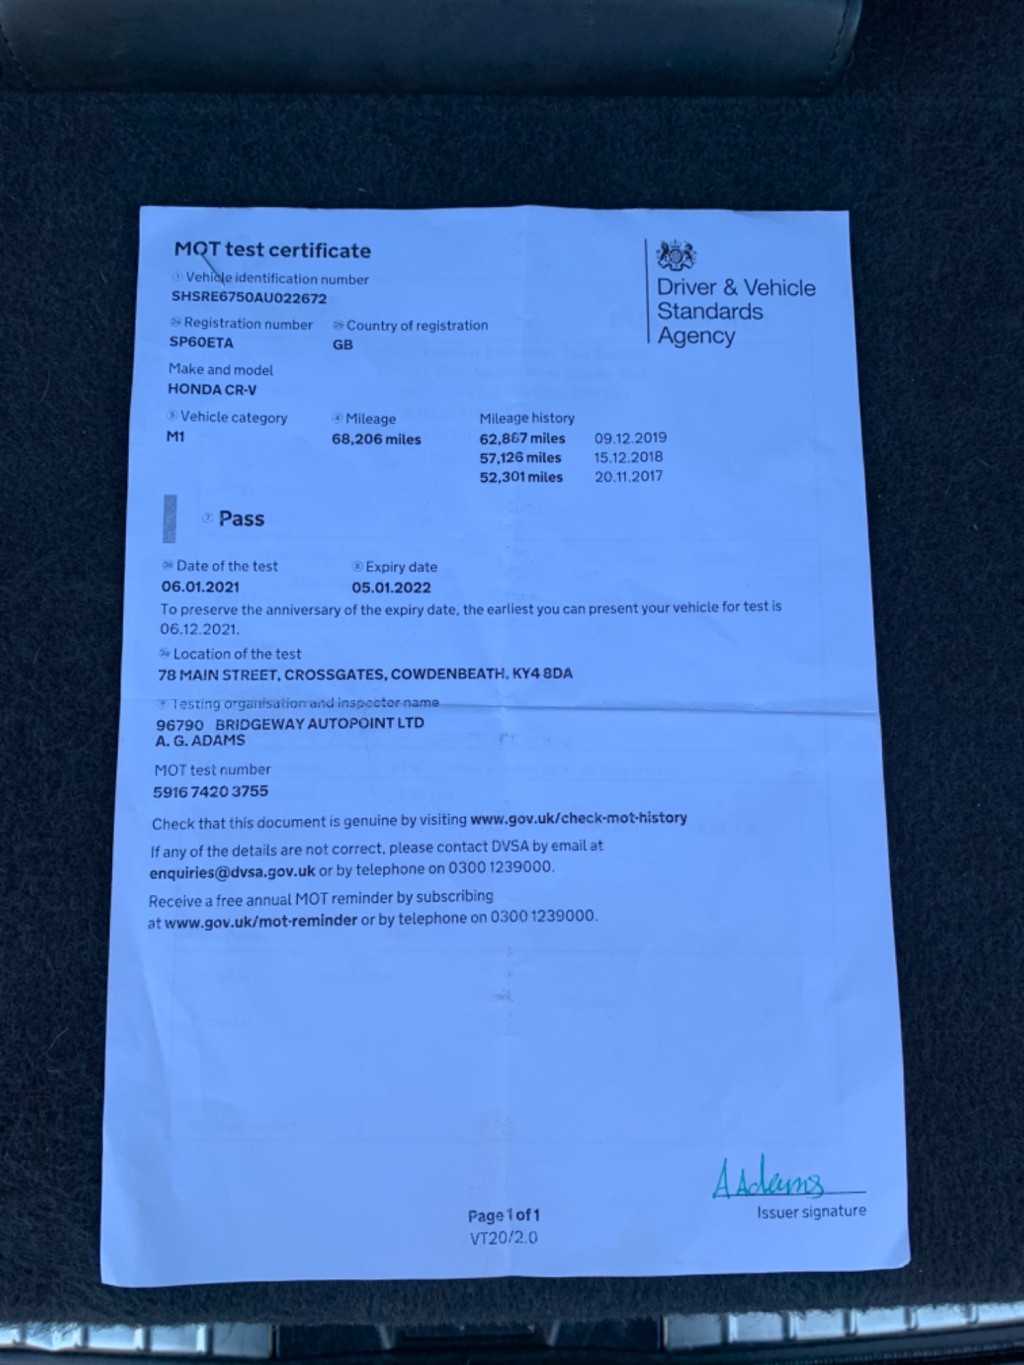 MOT test certificate
Driver & Vehicle
Standards
Agency
Vehicle identification number
SHSRE6750AU022672
Registration number Country of registration
SP60ETA GB
Make and model
HONDA CR-V
Vehicle category Mileage Mileage history
M1 68,206 miles 62,867 miles 09.12.2019
57,126 miles 15.12.2018
52,301 miles 20.11.2017
Pass
Date of the test Expiry date
06.01.2021 05.01.2022
To preserve the anniversary of the expiry date, the earliest you can present your vehicle for test is
06.12.2021.
Location of the test
78 MAIN STREET, CROSSGATES, COWDENBEATH, KY4 8DA
Testing organisation and inspector name
96790 BRIDGEWAY AUTOPOINT LTD
A. G. ADAMS
MOT test number
5916 7420 3755
Check that this document is genuine by visiting www.gov.uk/check-mot-history
If any of the details are not correct, please contact DVSA by email at
enquiries@dvsa.gov.uk or by telephone on 0300 1239000.
Receive a free annual MOT reminder by subscribing
at www.gov.uk/mot-reminder or by telephone on 0300 1239000.
A Adams
Issuer signature
Page 1 of 1
VT20/2.0